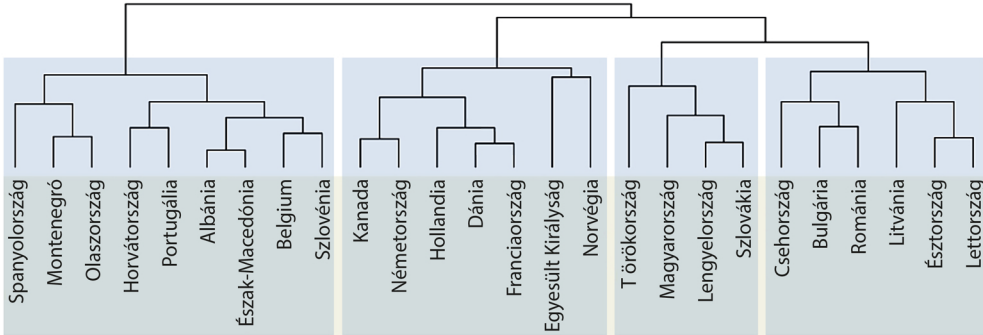 Spanyolország
Montenegró
Olaszország
Horvátország
Portugália
Albánia
Észak-Macedónia
Belgium
Szlovénia
Kanada
Németország
Hollandia
Dánia
Franciaország
Egyesült Királyság
Norvégia
T örökország
Magyarország
Lengyelország
Szlovákia
Csehország
Bulgária
Románia
Litvánia
Észtország
Lettország